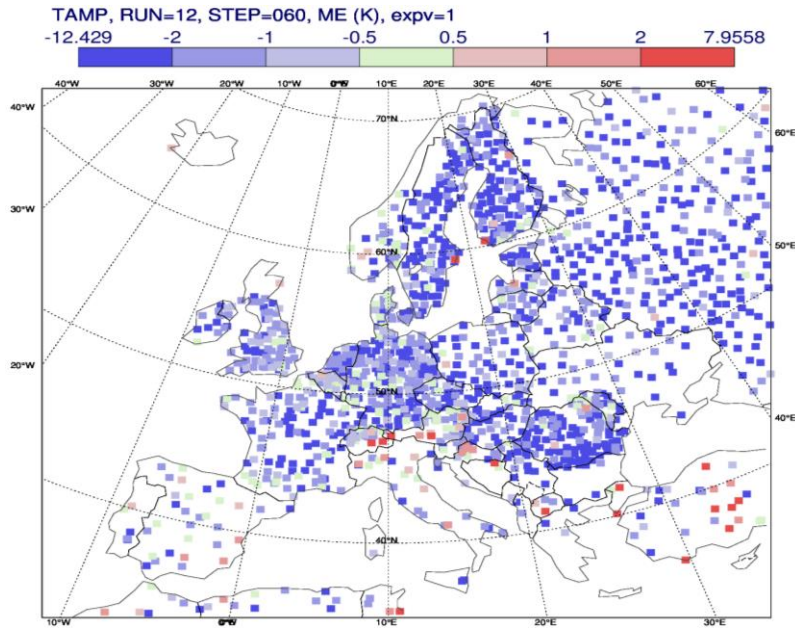 TAMP, RUN=12, STEP=060, ME (K), expv=1
-12.429 -2 -1 -0.5 0.5 1 2 7.9558
40°W 30°W 20°W 10°W 10°E 20°E 30°E 40°E 50°E 60°E
40°W
70°N
60°E
30°W
60°N
50°E
20°W
50°N
40°E
40°N
10°W 10°E 20°E 30°E